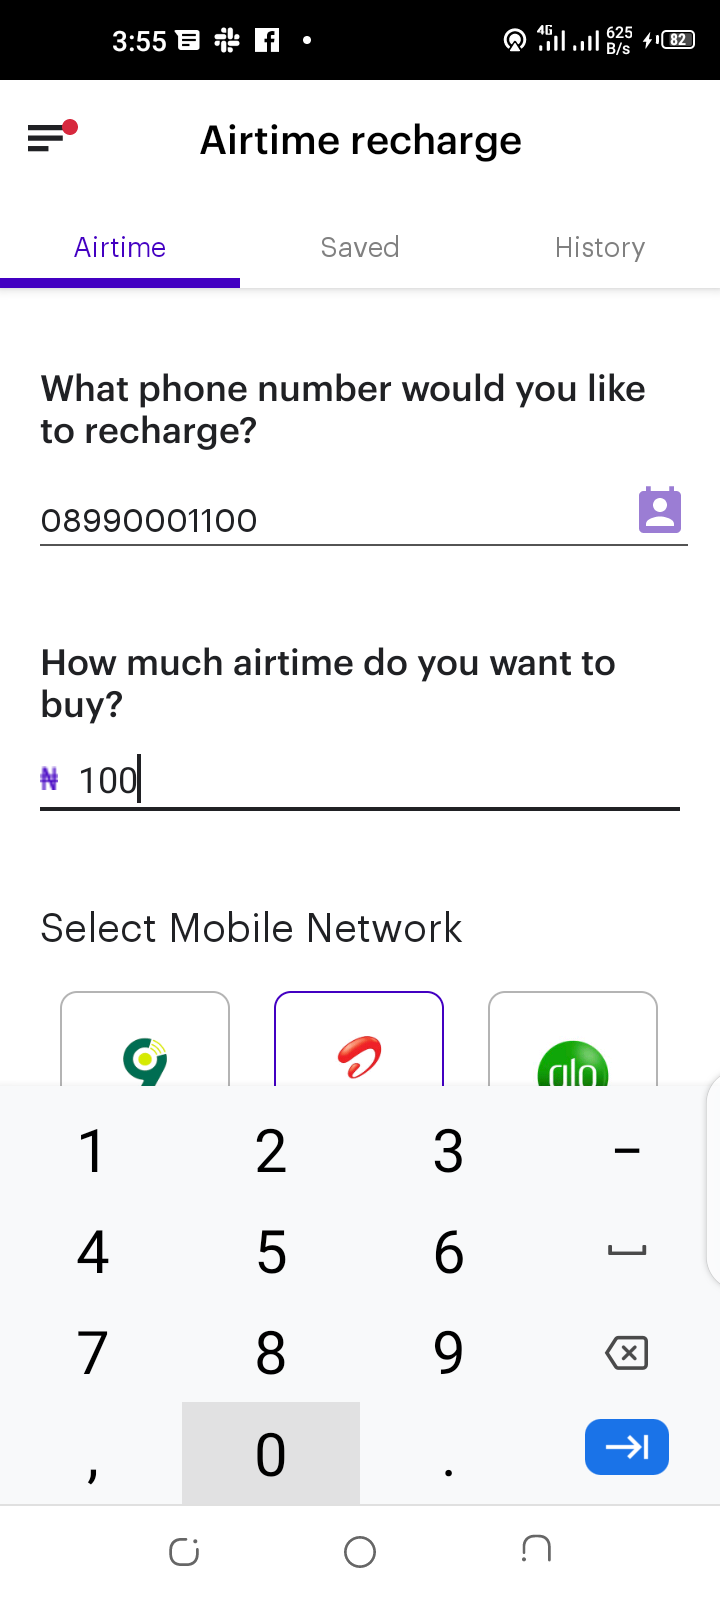 3:55
4G
625
B/s
82
Airtime recharge
Airtime Saved History
What phone number would you like
to recharge?
08990001100
How much airtime do you want to
buy?
₦ 100
Select Mobile Network
9 glo
1 2 3 –
4 5 6
7 8 9
, 0 .